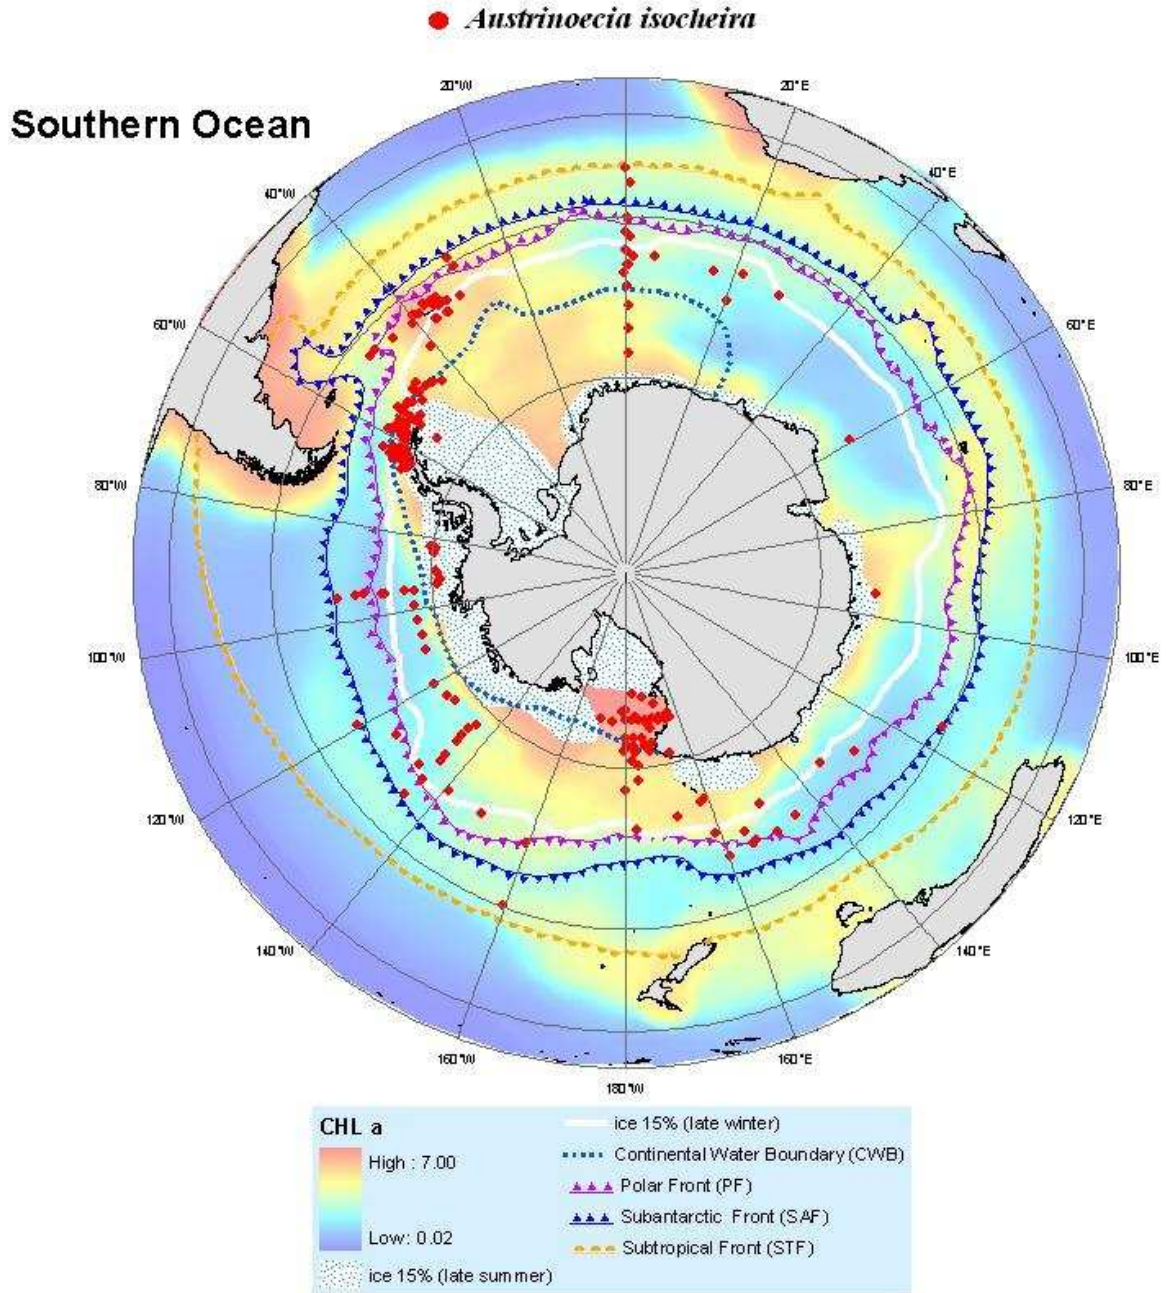 Austrinoecia isocheira
Southern Ocean
20°W
20°E
40°W
40°E
60°W
60°E
80°W
80°E
100°W
100°E
120°W
120°E
140°W
140°E
160°W
160°E
180°W
CHL a
High : 7.00
Low: 0.02
ice 15% (late summer)
ice 15% (late winter)
Continental Water Boundary (CWB)
Polar Front (PF)
Subantarctic Front (SAF)
Subtropical Front (STF)